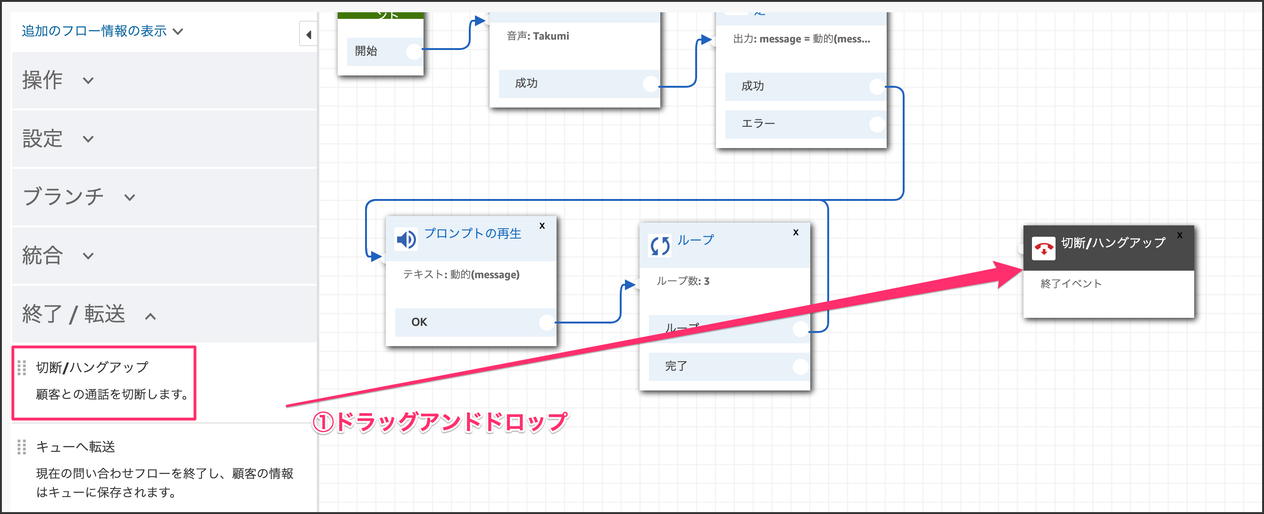 追加のフロー情報の表示
操作
設定
ブランチ
統合
終了 / 転送
切断/ハングアップ
顧客との通話を切断します。
キューへ転送
現在の問い合わせフローを終了し、顧客の情報
はキューに保存されます。
ント
開始
音声: Takumi
成功
出力: message = 動的(mess...
成功
エラー
プロンプトの再生
x
テキスト: 動的(message)
OK
ループ
x
ループ数: 3
ループ
完了
切断/ハングアップ
x
終了イベント
①ドラッグアンドドロップ